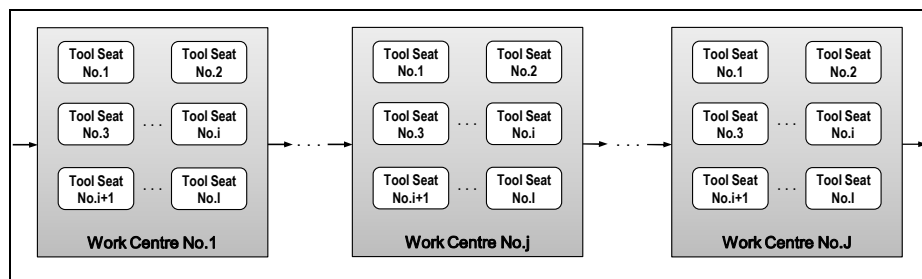 Tool Seat
No.1
Tool Seat
No.2
Tool Seat
No.3
. . .
Tool Seat
No.i
Tool Seat
No.i+1
. . .
Tool Seat
No.I
Work Centre No.1
. . .
Tool Seat
No.1
Tool Seat
No.2
Tool Seat
No.3
. . .
Tool Seat
No.i
Tool Seat
No.i+1
. . .
Tool Seat
No.I
Work Centre No.j
. . .
Tool Seat
No.1
Tool Seat
No.2
Tool Seat
No.3
. . .
Tool Seat
No.i
Tool Seat
No.i+1
. . .
Tool Seat
No.I
Work Centre No.J